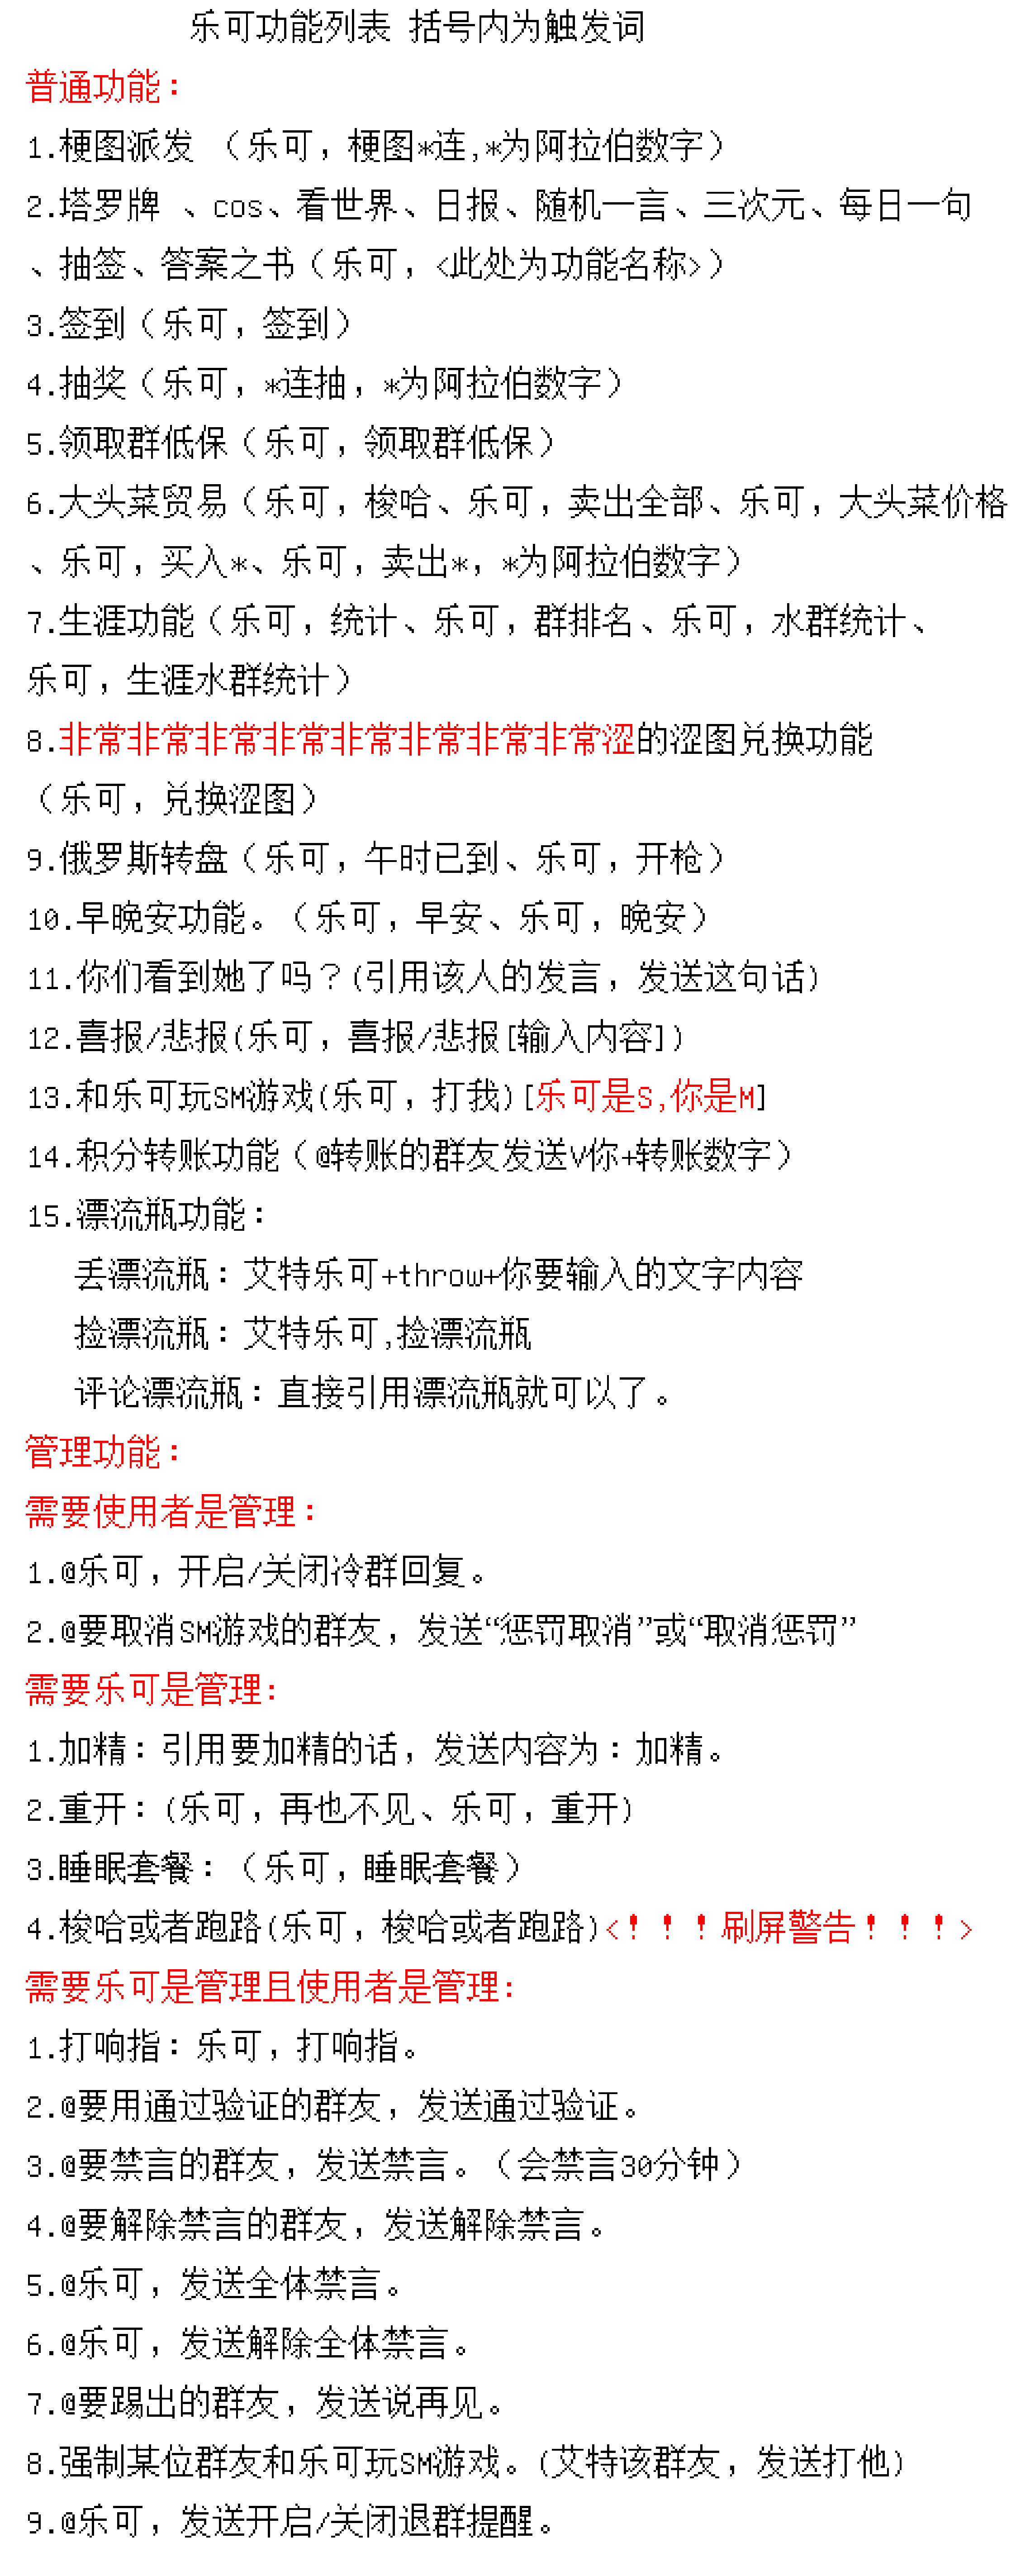 乐可功能列表 括号内为触发词
普通功能：
1.梗图派发 （乐可，梗图*连,*为阿拉伯数字）
2.塔罗牌 、cos、看世界、日报、随机一言、三次元、每日一句
、抽签、答案之书（乐可，<此处为功能名称>）
3.签到（乐可，签到）
4.抽奖（乐可，*连抽，*为阿拉伯数字）
5.领取群低保（乐可，领取群低保）
6.大头菜贸易（乐可，梭哈、乐可，卖出全部、乐可，大头菜价格
、乐可，买入*、乐可，卖出*，*为阿拉伯数字）
7.生涯功能（乐可，统计、乐可，群排名、乐可，水群统计、
乐可，生涯水群统计）
8.非常非常非常非常非常非常非常非常涩的涩图兑换功能
（乐可，兑换涩图）
9.俄罗斯转盘（乐可，午时已到、乐可，开枪）
10.早晚安功能。（乐可，早安、乐可，晚安）
11.你们看到她了吗？(引用该人的发言，发送这句话)
12.喜报/悲报(乐可，喜报/悲报[输入内容])
13.和乐可玩SM游戏(乐可，打我)[乐可是S,你是M]
14.积分转账功能（@转账的群友发送V你+转账数字）
15.漂流瓶功能：
丢漂流瓶：艾特乐可+throw+你要输入的文字内容
捡漂流瓶：艾特乐可,捡漂流瓶
评论漂流瓶：直接引用漂流瓶就可以了。
管理功能：
需要使用者是管理：
1.@乐可，开启/关闭冷群回复。
2.@要取消SM游戏的群友，发送“惩罚取消”或“取消惩罚”
需要乐可是管理:
1.加精：引用要加精的话，发送内容为：加精。
2.重开：(乐可，再也不见、乐可，重开)
3.睡眠套餐：（乐可，睡眠套餐）
4.梭哈或者跑路(乐可，梭哈或者跑路)<！！！刷屏警告！！！>
需要乐可是管理且使用者是管理:
1.打响指：乐可，打响指。
2.@要用通过验证的群友，发送通过验证。
3.@要禁言的群友，发送禁言。（会禁言30分钟）
4.@要解除禁言的群友，发送解除禁言。
5.@乐可，发送全体禁言。
6.@乐可，发送解除全体禁言。
7.@要踢出的群友，发送说再见。
8.强制某位群友和乐可玩SM游戏。(艾特该群友，发送打他)
9.@乐可，发送开启/关闭退群提醒。